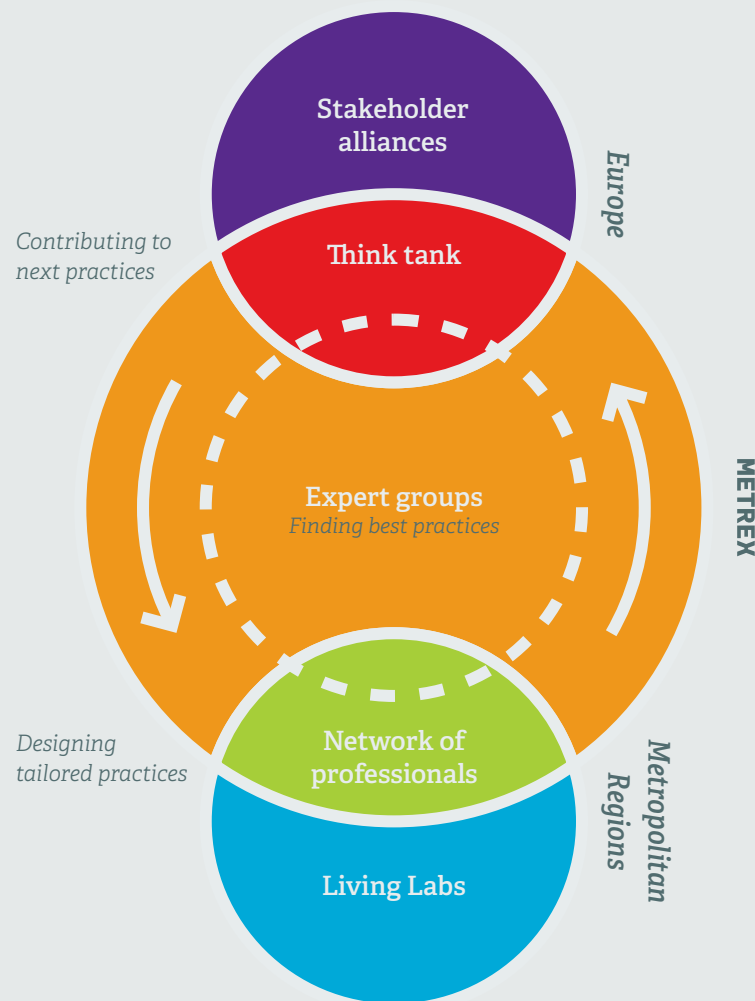 Stakeholder
alliances
Europe
Think tank
Contributing to
next practices
Expert groups
Finding best practices
METREX
Network of
professionals
Designing
tailored practices
Metropolitan
Regions
Living Labs